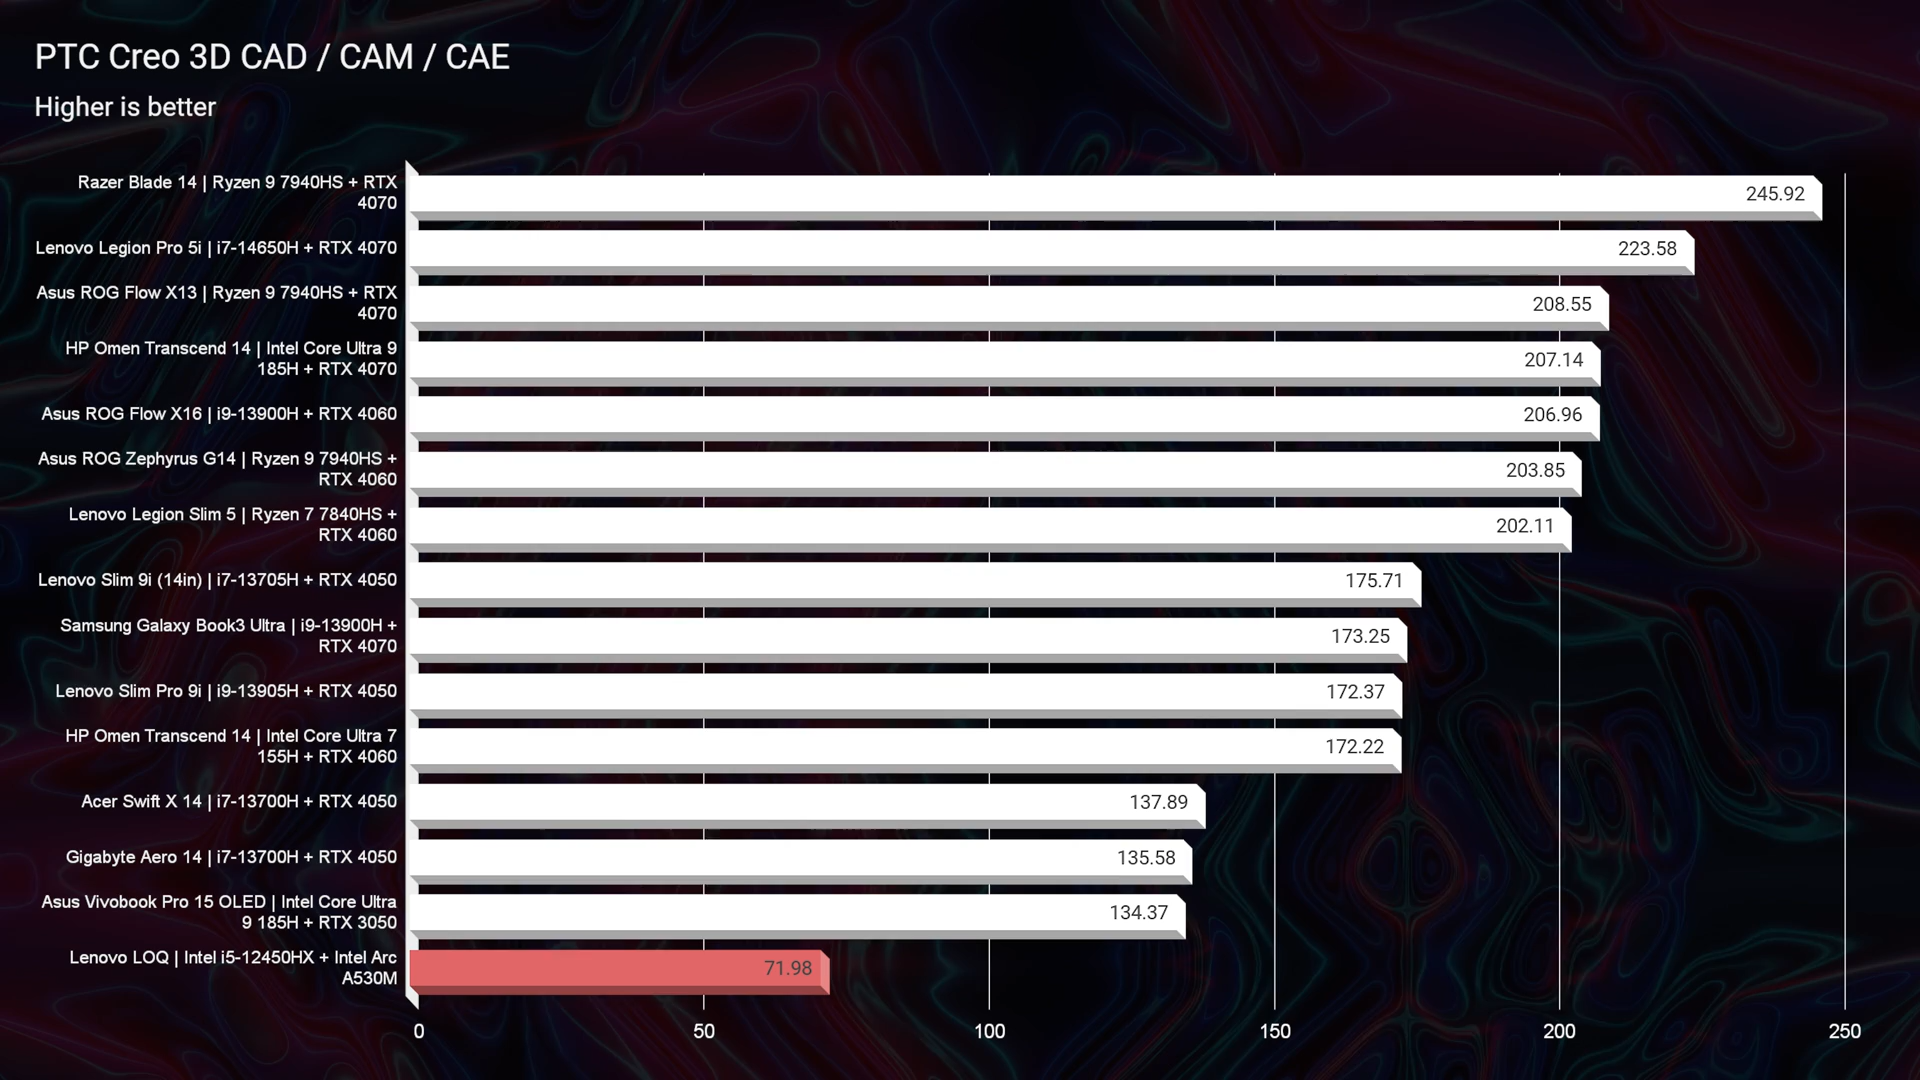 PTC Creo 3D CAD / CAM / CAE
Higher is better
Razer Blade 14 | Ryzen 9 7940HS + RTX
4070
245.92
Lenovo Legion Pro 5i | i7-14650H + RTX 4070
223.58
Asus ROG Flow X13 | Ryzen 9 7940HS + RTX
4070
208.55
HP Omen Transcend 14 | Intel Core Ultra 9
185H + RTX 4070
207.14
Asus ROG Flow X16 | i9-13900H + RTX 4060
206.96
Asus ROG Zephyrus G14 | Ryzen 9 7940HS +
RTX 4060
203.85
Lenovo Legion Slim 5 | Ryzen 7 7840HS +
RTX 4060
202.11
Lenovo Slim 9i (14in) | i7-13705H + RTX 4050
175.71
Samsung Galaxy Book3 Ultra | i9-13900H +
RTX 4070
173.25
Lenovo Slim Pro 9i | i9-13905H + RTX 4050
172.37
HP Omen Transcend 14 | Intel Core Ultra 7
155H + RTX 4060
172.22
Acer Swift X 14 | i7-13700H + RTX 4050
137.89
Gigabyte Aero 14 | i7-13700H + RTX 4050
135.58
Asus Vivobook Pro 15 OLED | Intel Core Ultra
9 185H + RTX 3050
134.37
Lenovo LOQ | Intel i5-12450HX + Intel Arc
A530M
71.98
0 50 100 150 200 250